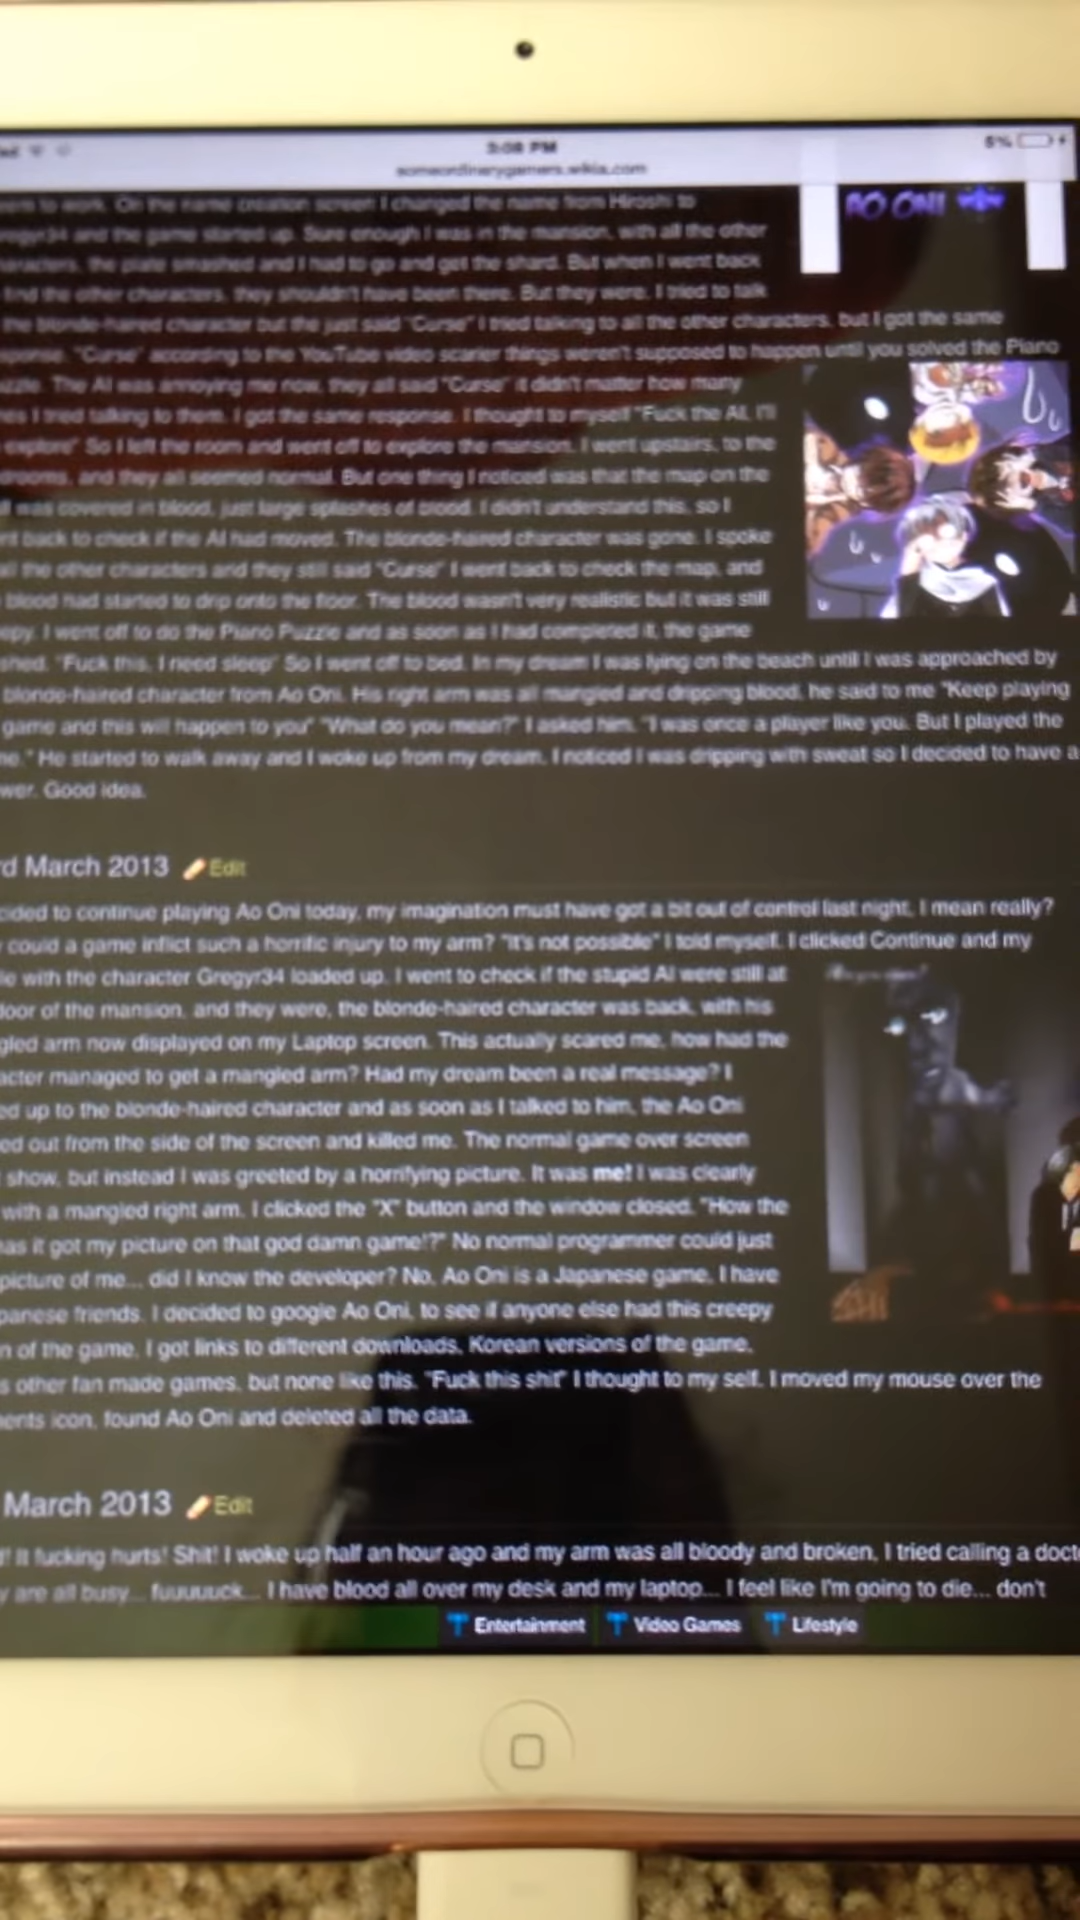 3:08 PM
5%
someordinarygamers.wikia.com
to work. On the name creation screen I changed the name from Hiroshi to
and the game started up. Sure enough I was in the mansion, with all the other
the plate smashed and I had to go and get the shard. But when I went back
find the other characters, they shouldn't have been there. But they were. I tried to talk
the blonde-haired character but the just said "Curse" I tried talking to all the other characters, but I got the same
"Curse" according to the YouTube video scarier things weren't supposed to happen until you solved the Piano
The AI was annoying me now, they all said "Curse" it didn't matter how many
I tried talking to them. I got the same response. I thought to myself "Fuck the AI, I'll
explore" So I left the room and went off to explore the mansion. I went upstairs, to the
and they all seemed normal. But one thing I noticed was that the map on the
was covered in blood, just large splotches of blood. I didn't understand this, so I
nt back to check if the AI had moved. The blonde-haired character was gone. I spoke
all the other characters and they still said "Curse" I went back to check the map, and
blood had started to drip onto the floor. The blood wasn't very realistic but it was still
epy. I went off to do the Piano Puzzle and as soon as I had completed it, the game
shed. "Fuck this, I need sleep" So I went off to bed. In my dream I was lying on the beach until I was approached by
blonde-haired character from Ao Oni. His right arm was all mangled and dripping blood, he said to me "Keep playing
game and this will happen to you" "What do you mean?" I asked him. "I was once a player like you. But I played the
me." He started to walk away and I woke up from my dream. I noticed I was dripping with sweat so I decided to have a
wer. Good idea.
AO ONI
rd March 2013 Edit
cided to continue playing Ao Oni today, my imagination must have got a bit out of control last night, I mean really?
could a game inflict such a horrific injury to my arm? "It's not possible" I told myself. I clicked Continue and my
le with the character Gregyr34 loaded up. I went to check if the stupid AI were still at
door of the mansion, and they were, the blonde-haired character was back, with his
gled arm now displayed on my Laptop screen. This actually scared me, how had the
acter managed to get a mangled arm? Had my dream been a real message? I
ed up to the blonde-haired character and as soon as I talked to him, the Ao Oni
ed out from the side of the screen and killed me. The normal game over screen
show, but instead I was greeted by a horrifying picture. It was me! I was clearly
with a mangled right arm. I clicked the "X" button and the window closed. "How the
has it got my picture on that god damn game!?" No normal programmer could just
picture of me... did I know the developer? No, Ao Oni is a Japanese game, I have
panese friends. I decided to google Ao Oni, to see if anyone else had this creepy
n of the game. I got links to different downloads, Korean versions of the game,
s other fan made games, but none like this. "Fuck this shit" I thought to my self. I moved my mouse over the
ents icon, found Ao Oni and deleted all the data.
March 2013 Edit
It fucking hurts! Shit! I woke up half an hour ago and my arm was all bloody and broken, I tried calling a docto
y are all busy... fuuuuuck... I have blood all over my desk and my laptop... I feel like I'm going to die... don't
Entertainment Video Games Lifestyle